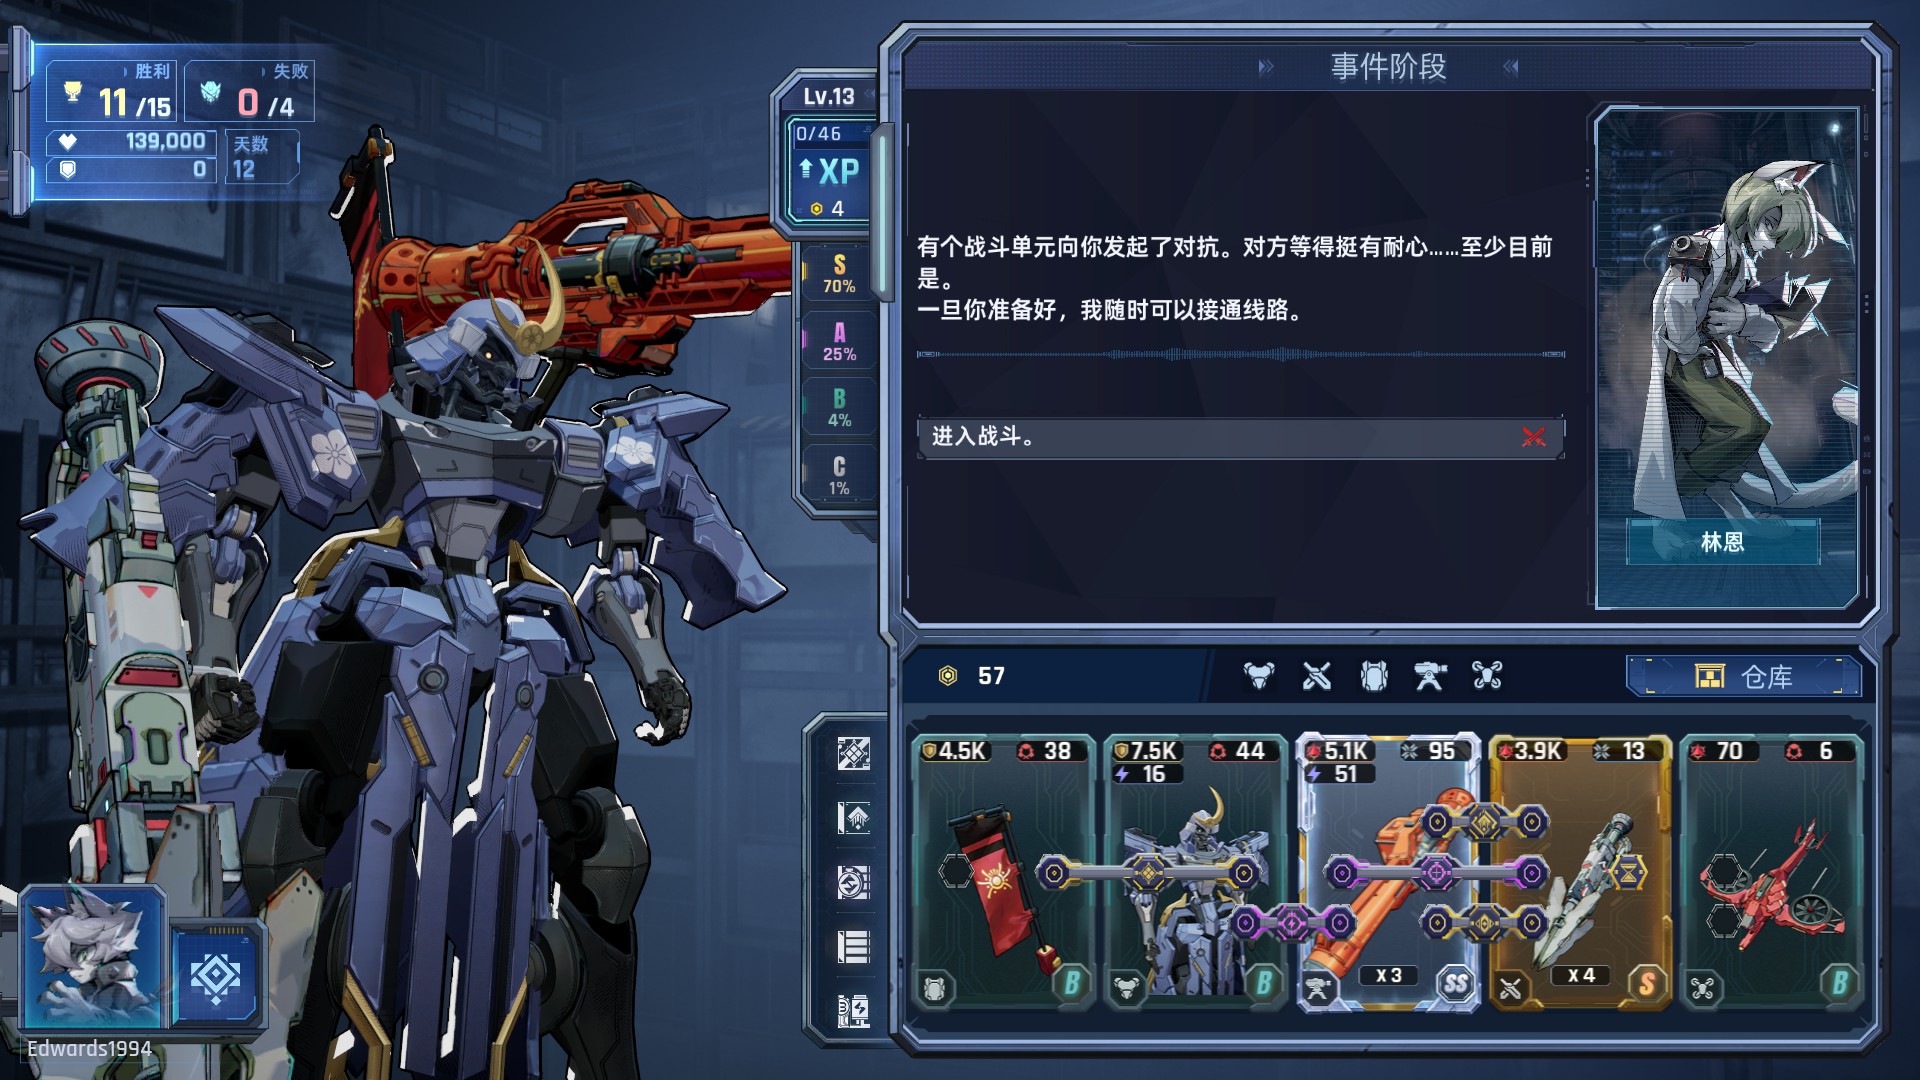 胜利
11/15
失败
0/4
139,000
0
天数
12
Lv.13
0/46
XP
4
S
70%
A
25%
B
4%
C
1%
事件阶段
有个战斗单元向你发起了对抗。对方等得挺有耐心……至少目前
是。
一旦你准备好，我随时可以接通线路。
进入战斗。
林恩
57
仓库
4.5K 38
B
7.5K 44
16
B
5.1K 95
51
x3
SS
3.9K 13
x4
S
70 6
B
Edwards1994